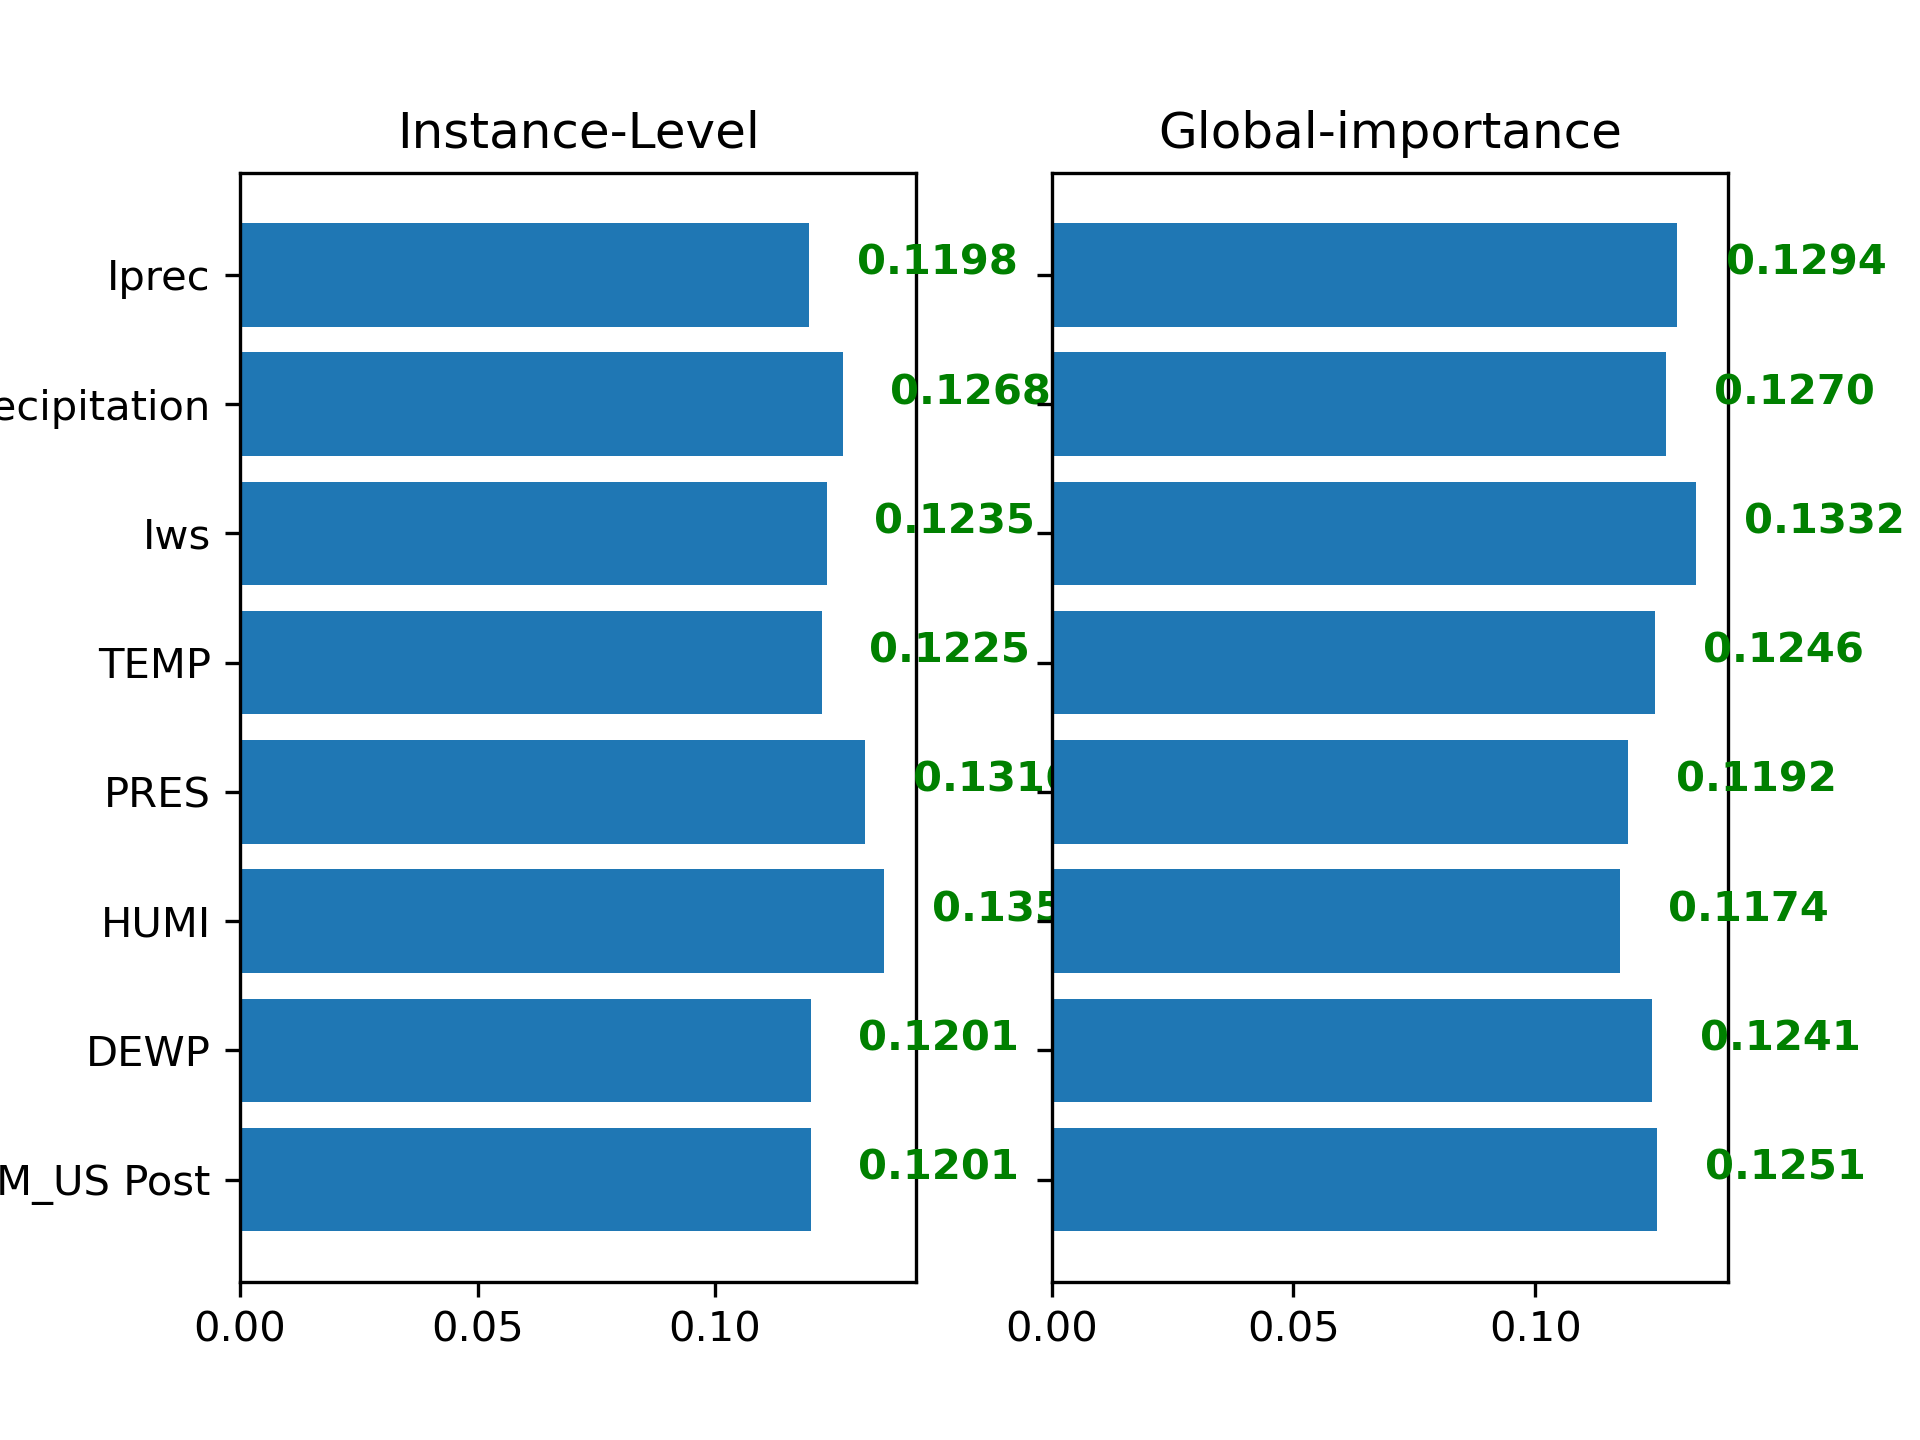 Instance-Level Global-importance
Iprec 0.1198 0.1294
ecipitation 0.1268 0.1270
Iws 0.1235 0.1332
TEMP 0.1225 0.1246
PRES 0.131 0.1192
HUMI 0.135 0.1174
DEWP 0.1201 0.1241
M_US Post 0.1201 0.1251
0.00 0.05 0.10 0.00 0.05 0.10